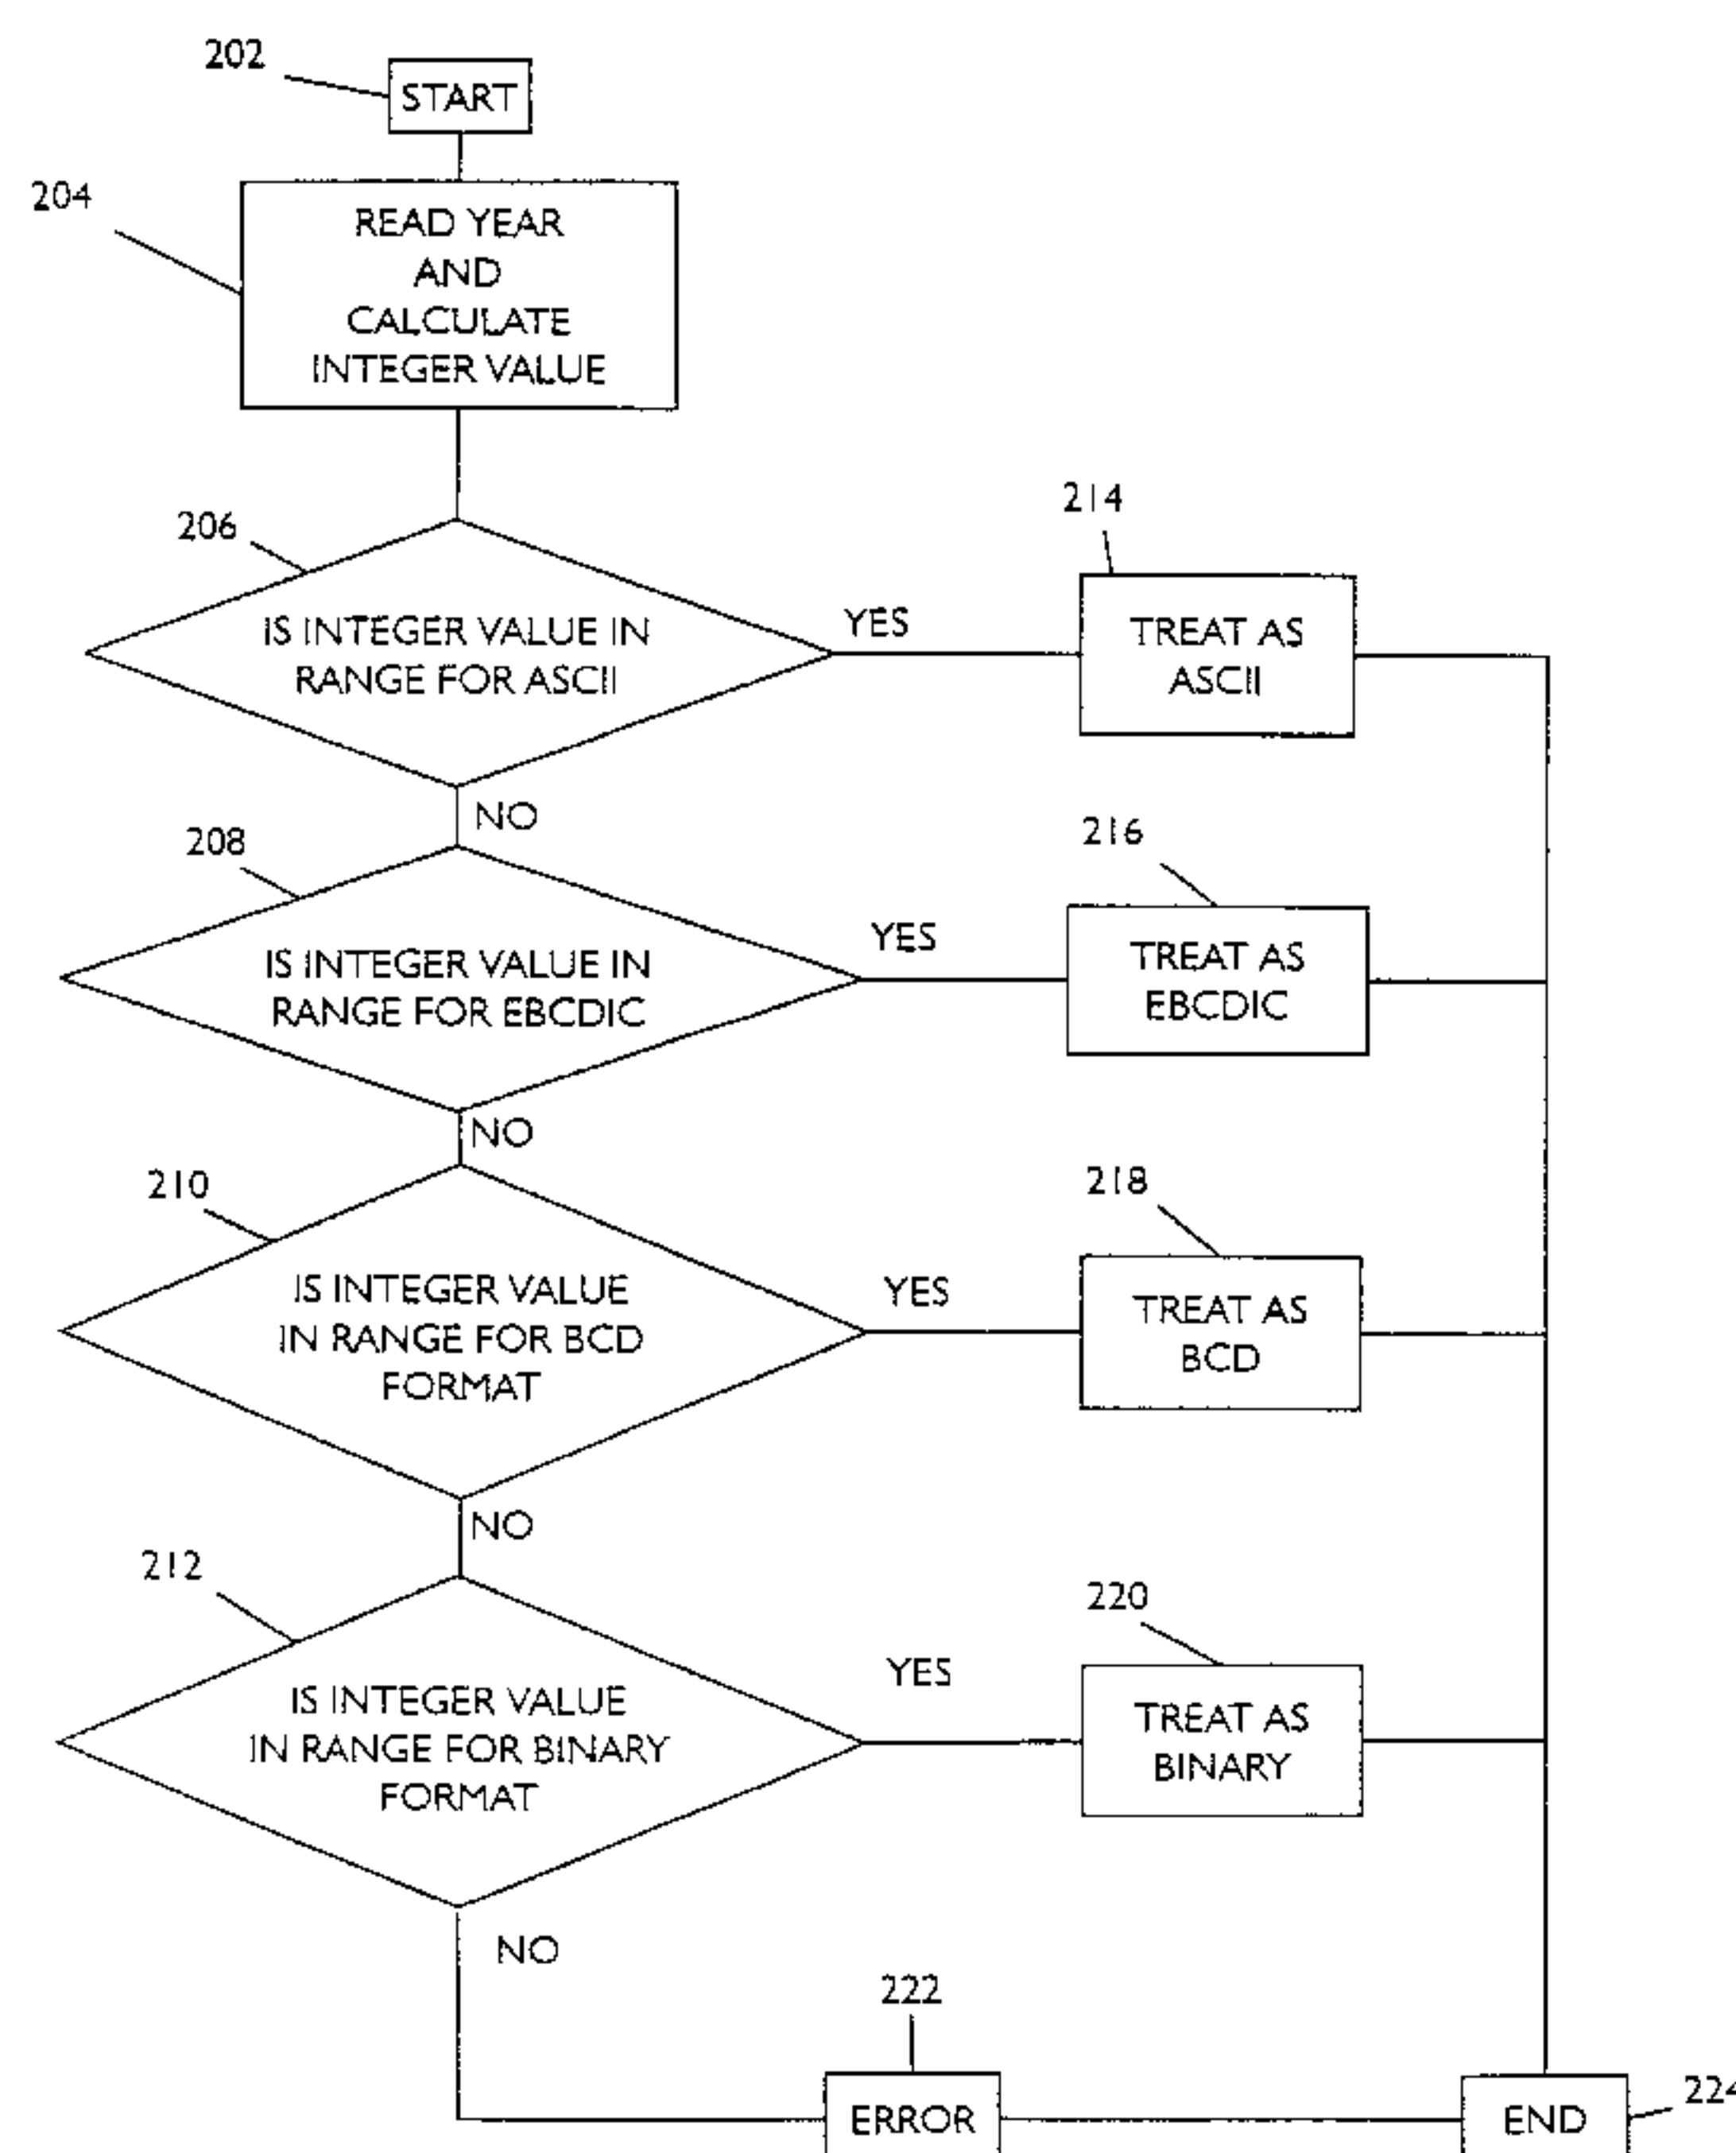 202
START
204
READ YEAR
AND
CALCULATE
INTEGER VALUE
206
IS INTEGER VALUE IN
RANGE FOR ASCII
YES
214
TREAT AS
ASCII
NO
208
IS INTEGER VALUE IN
RANGE FOR EBCDIC
YES
216
TREAT AS
EBCDIC
NO
210
IS INTEGER VALUE
IN RANGE FOR BCD
FORMAT
YES
218
TREAT AS
BCD
NO
212
IS INTEGER VALUE
IN RANGE FOR BINARY
FORMAT
YES
220
TREAT AS
BINARY
NO
222
ERROR
END
224